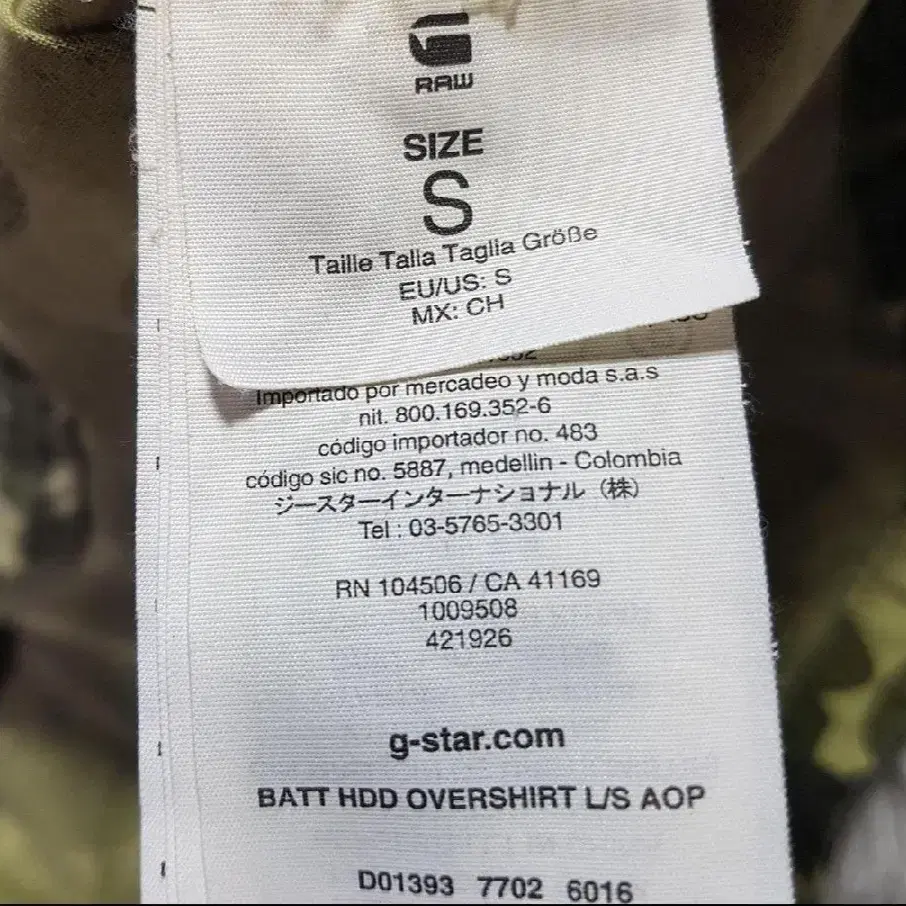 RAW
SIZE
S
Taille Talla Taglia Größe
EU/US: S
MX: CH
Importado por mercadeo y moda s.a.s
nit. 800.169.352-6
código importador no. 483
código sic no. 5887, medellin - Colombia
ジースターインターナショナル（株）
Tel : 03-5765-3301
RN 104506 / CA 41169
1009508
421926
g-star.com
BATT HDD OVERSHIRT L/S AOP
D01393 7702 6016